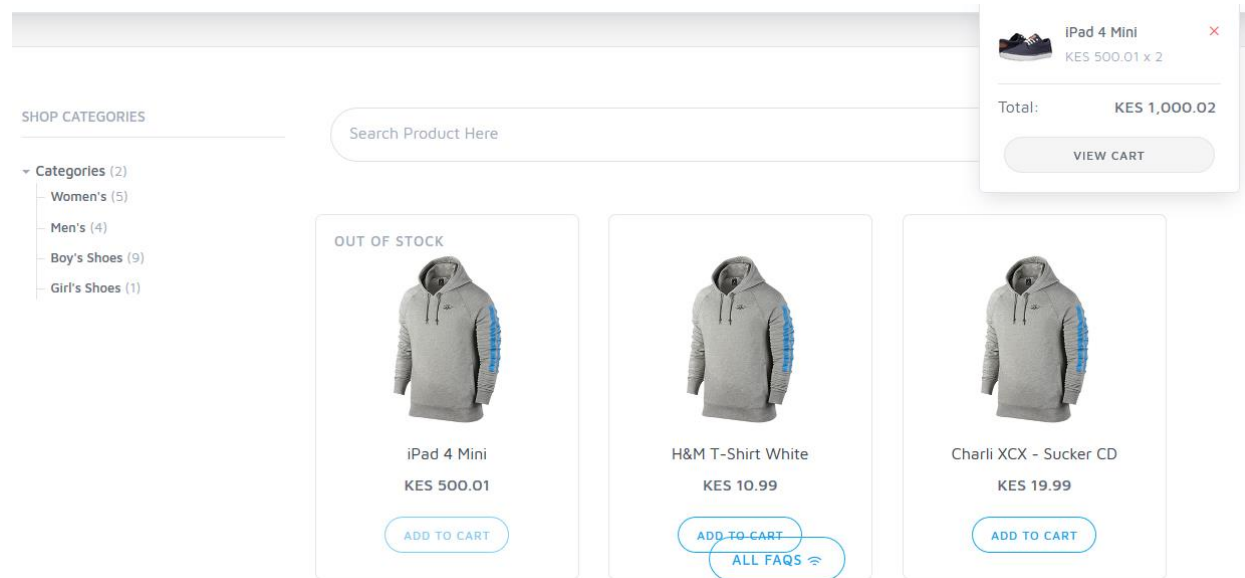 iPad 4 Mini
KES 500.01 x 2
Total: KES 1,000.02
VIEW CART
SHOP CATEGORIES
Categories (2)
Women's (5)
Men's (4)
Boy's Shoes (9)
Girl's Shoes (1)
Search Product Here
OUT OF STOCK
iPad 4 Mini
KES 500.01
ADD TO CART
H&M T-Shirt White
KES 10.99
ADD TO CART
Charli XCX - Sucker CD
KES 19.99
ADD TO CART
ALL FAQS